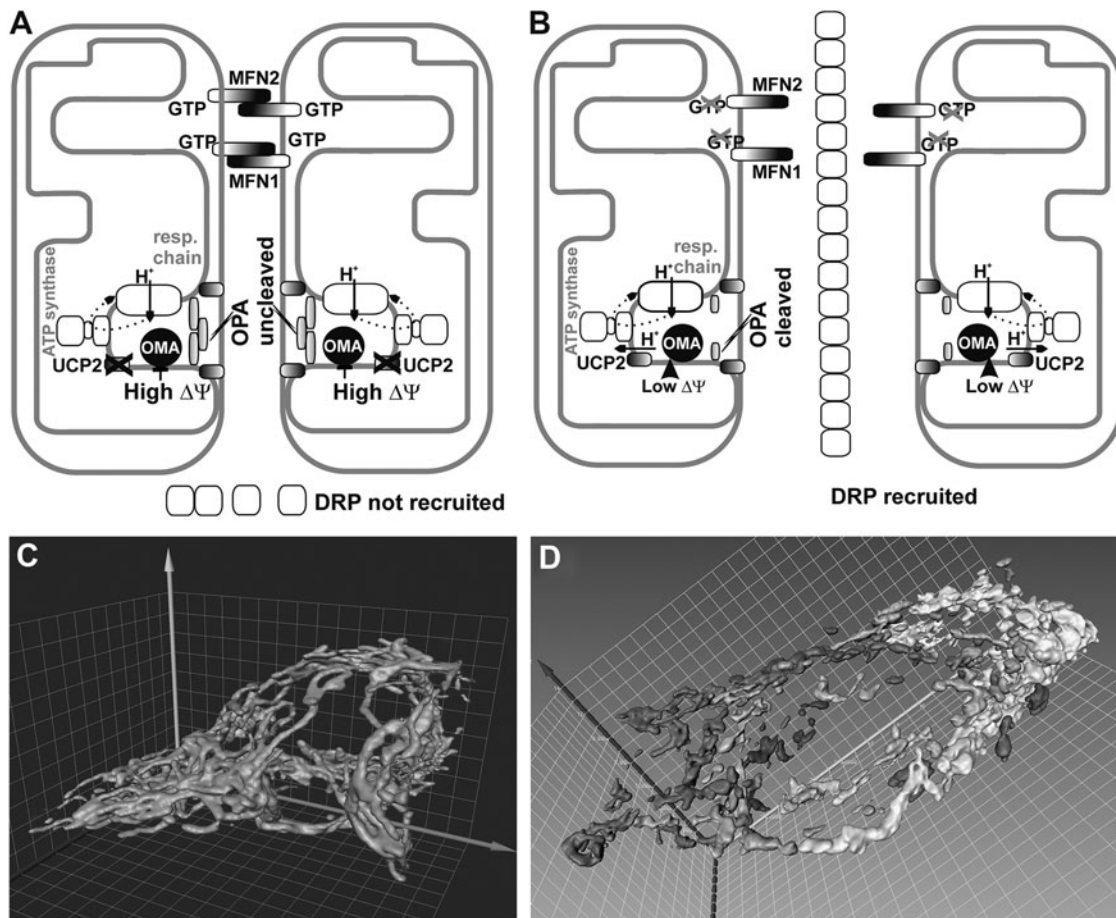 A
MFN2
GTP
GTP
GTP
GTP
MFN1
resp.
chain
ATP synthase
H⁺
OPA
uncleaved
H⁺
OMA
OMA
UCP2
UCP2
High ΔΨ
High ΔΨ
DRP not recruited
B
MFN2
GTP
GTP
GTP
GTP
MFN1
resp.
chain
ATP synthase
H⁺
OPA
cleaved
H⁺
H⁺
OMA
OMA
H⁺
UCP2
UCP2
Low ΔΨ
Low ΔΨ
DRP recruited
C
D